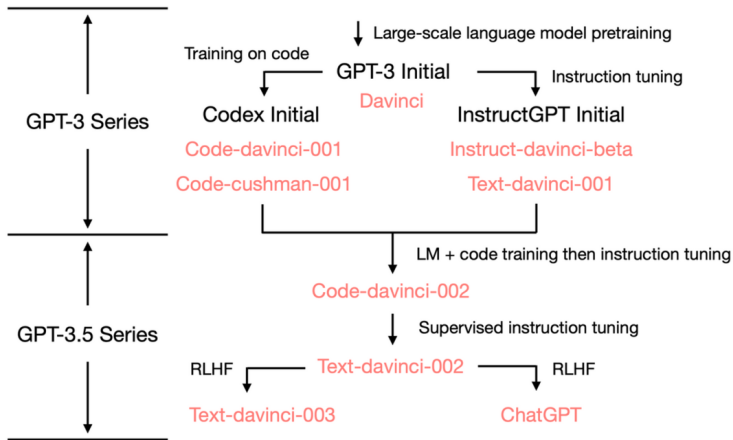 Large-scale language model pretraining
Training on code
GPT-3 Initial
Instruction tuning
Davinci
Codex Initial
InstructGPT Initial
GPT-3 Series
Code-davinci-001
Instruct-davinci-beta
Code-cushman-001
Text-davinci-001
LM + code training then instruction tuning
Code-davinci-002
Supervised instruction tuning
GPT-3.5 Series
RLHF
Text-davinci-002
RLHF
Text-davinci-003
ChatGPT